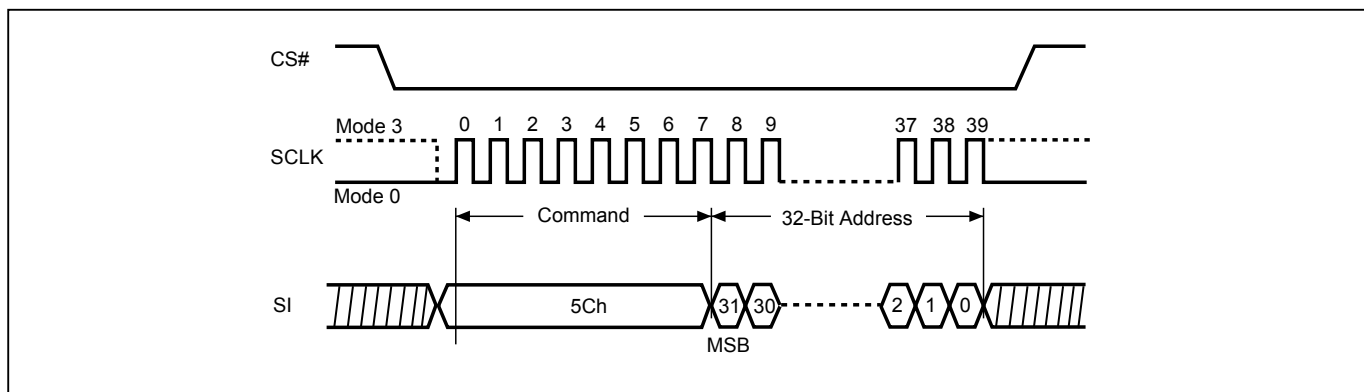 CS#
Mode 3
0 1 2 3 4 5 6 7 8 9 37 38 39
SCLK
Mode 0
Command
32-Bit Address
SI
5Ch
31 30 2 1 0
MSB